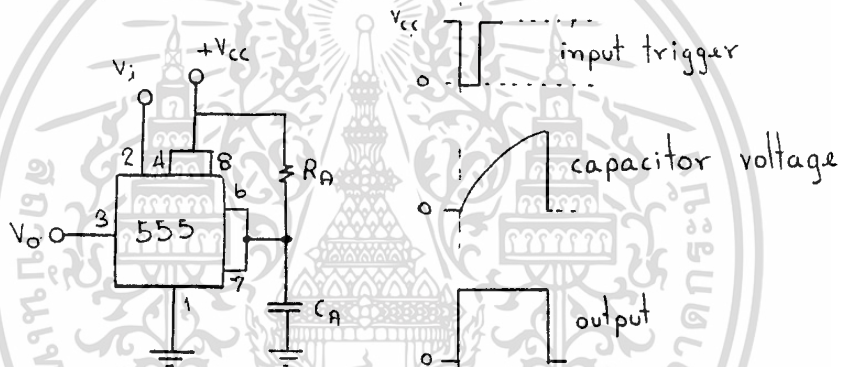 Vi
+Vcc
2
4
8
RA
6
3
555
Vo
7
1
CA
Vcc
input trigger
0
capacitor voltage
0
output
0